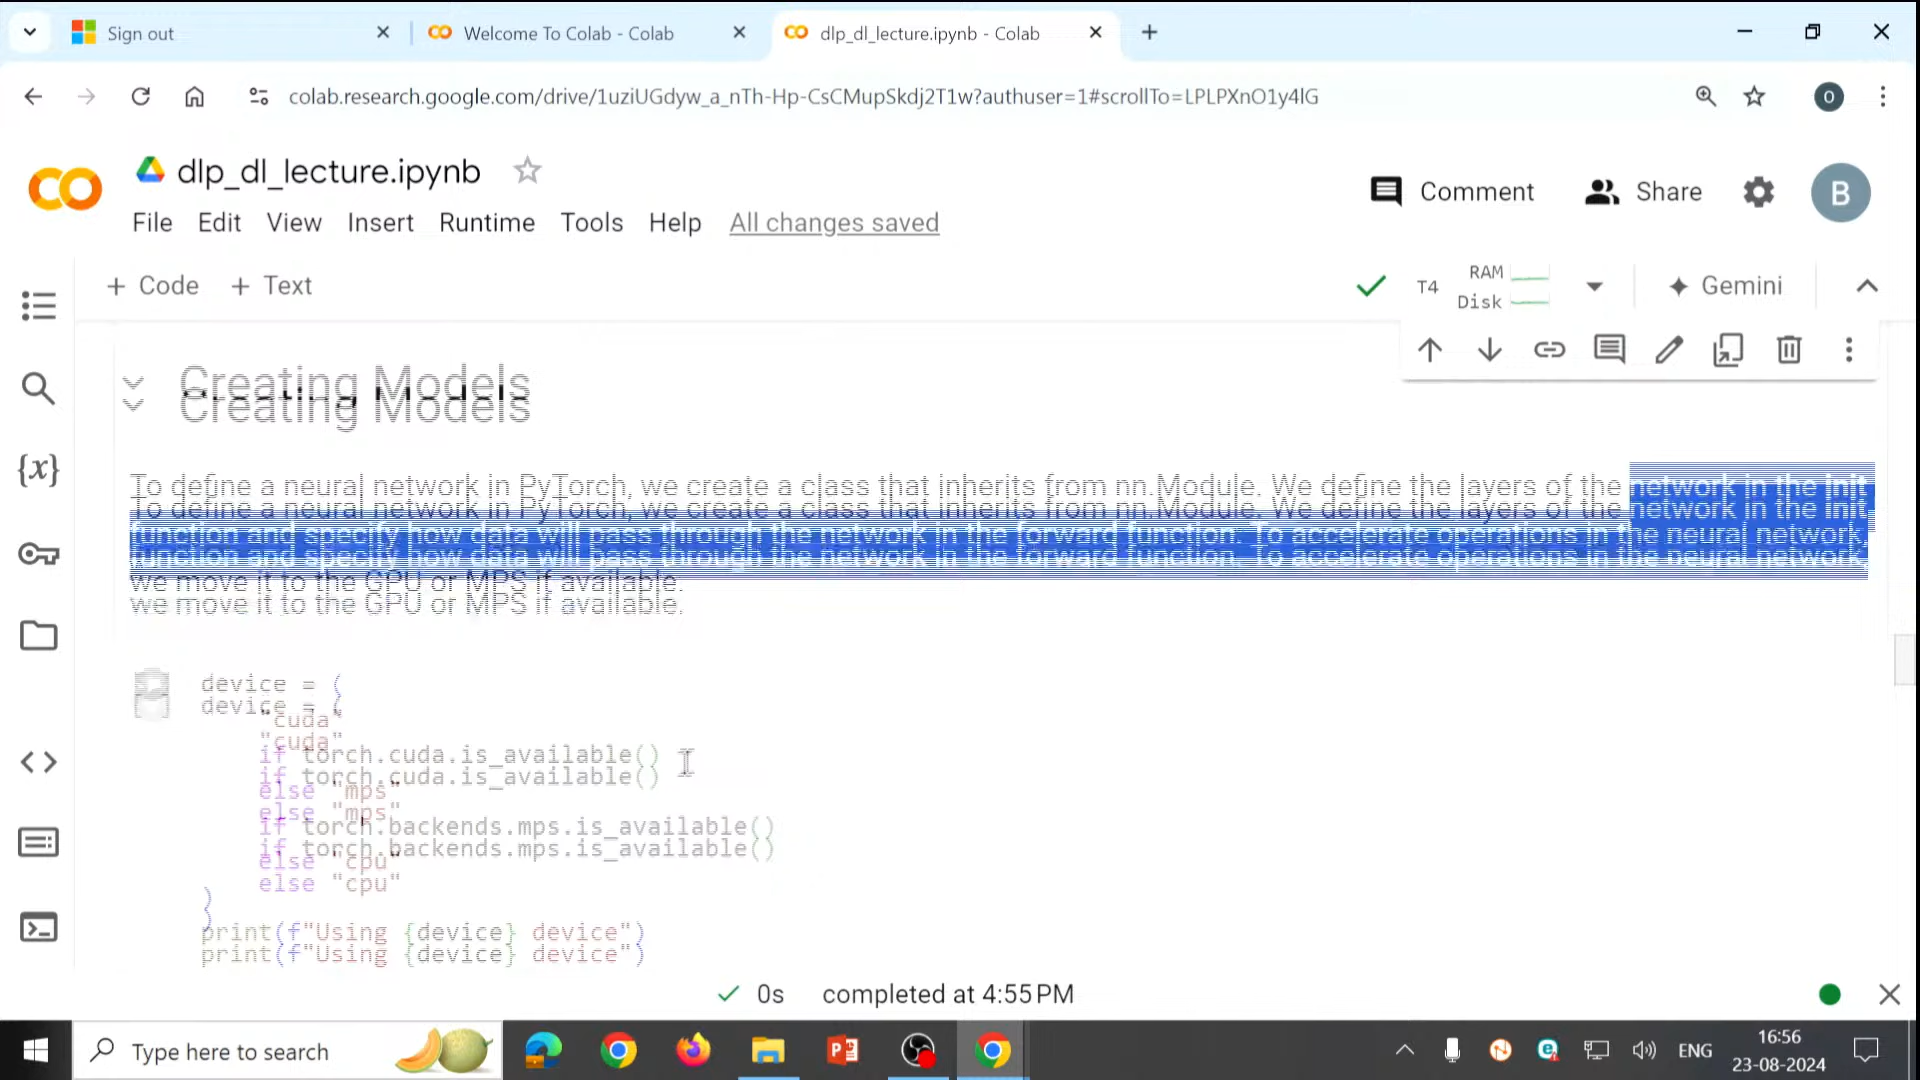 Sign out
Welcome To Colab - Colab
dlp_dl_lecture.ipynb - Colab
colab.research.google.com/drive/1uziUGdyw_a_nTh-Hp-CsCMupSkdj2T1w?authuser=1#scrollTo=LPLPXnO1y4lG
O
dlp_dl_lecture.ipynb
Comment
Share
B
File Edit View Insert Runtime Tools Help All changes saved
+ Code + Text
T4
RAM
Disk
Gemini
Creating Models
To define a neural network in PyTorch, we create a class that inherits from nn.Module. We define the layers of the network in the init
function and specify how data will pass through the network in the forward function. To accelerate operations in the neural network,
we move it to the GPU or MPS if available.
device = (
"cuda"
if torch.cuda.is_available()
else "mps"
if torch.backends.mps.is_available()
else "cpu"
)
print(f"Using {device} device")
0s completed at 4:55 PM
Type here to search
ENG
16:56
23-08-2024